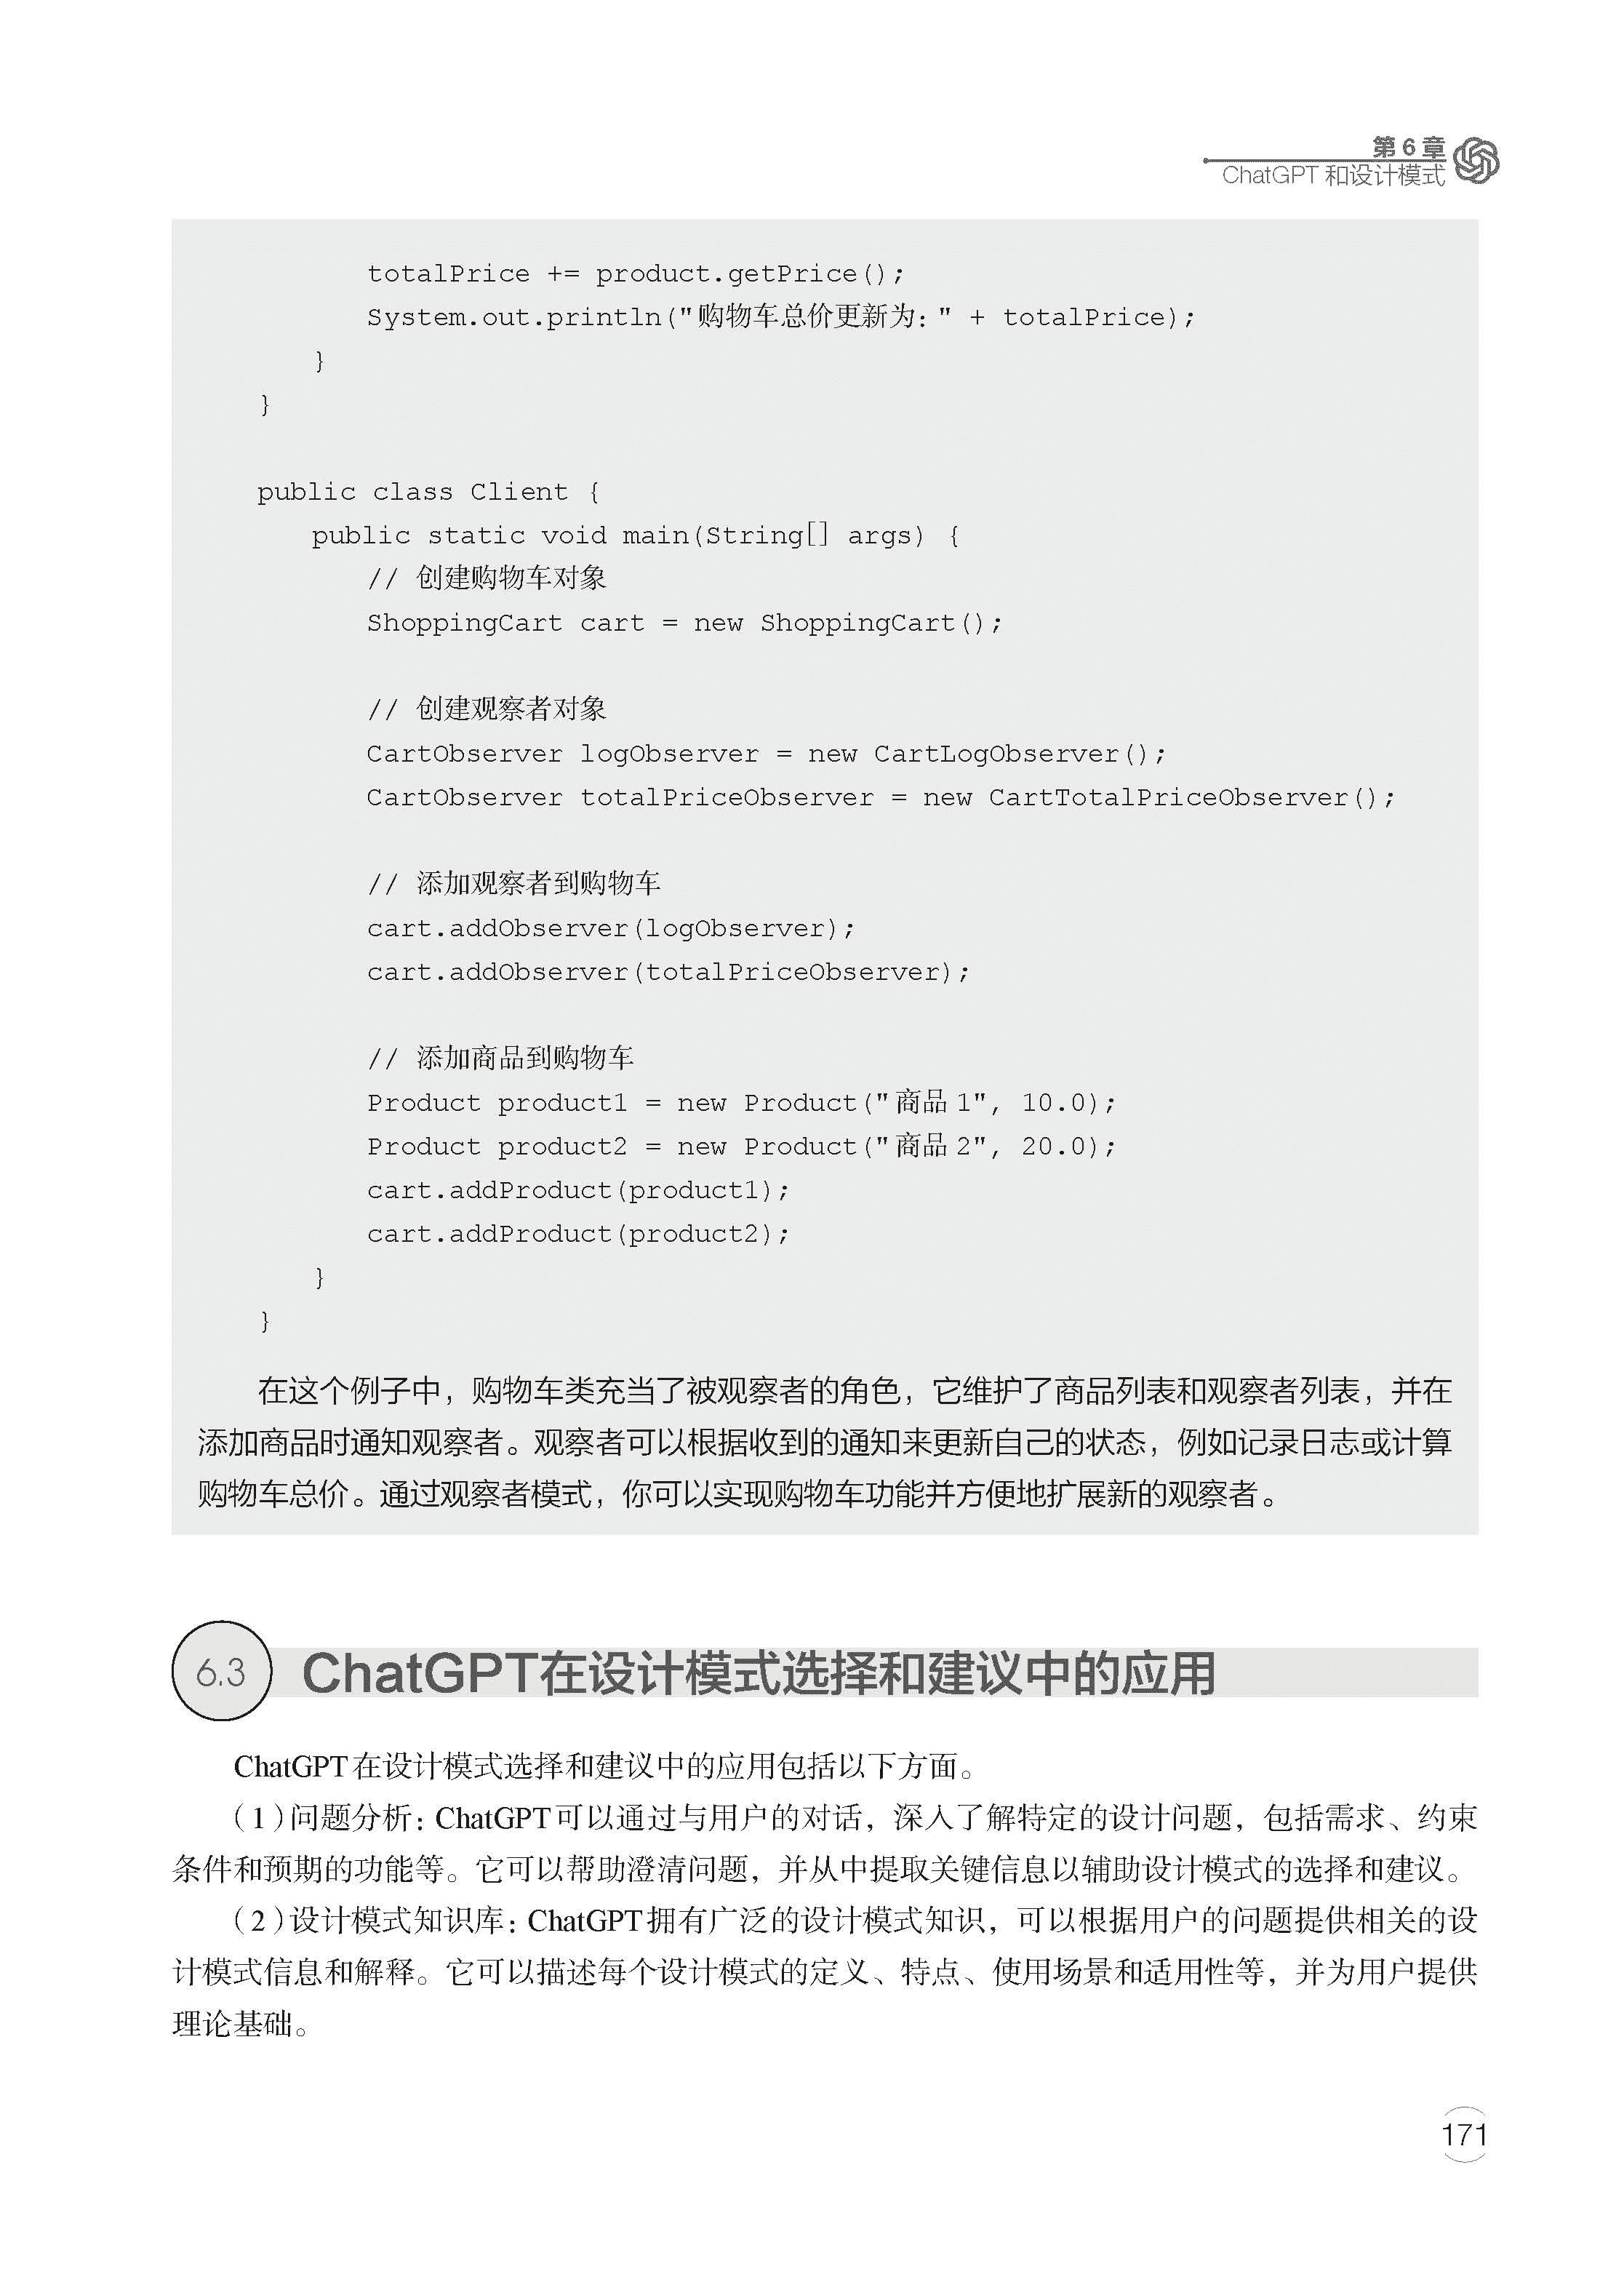 第6章
ChatGPT 和设计模式
totalPrice += product.getPrice();
System.out.println("购物车总价更新为: " + totalPrice);
}
}
public class Client {
public static void main(String[] args) {
// 创建购物车对象
ShoppingCart cart = new ShoppingCart();
// 创建观察者对象
CartObserver logObserver = new CartLogObserver();
CartObserver totalPriceObserver = new CartTotalPriceObserver();
// 添加观察者到购物车
cart.addObserver(logObserver);
cart.addObserver(totalPriceObserver);
// 添加商品到购物车
Product product1 = new Product("商品1", 10.0);
Product product2 = new Product("商品2", 20.0);
cart.addProduct(product1);
cart.addProduct(product2);
}
}
在这个例子中，购物车类充当了被观察者的角色，它维护了商品列表和观察者列表，并在
添加商品时通知观察者。观察者可以根据收到的通知来更新自己的状态，例如记录日志或计算
购物车总价。通过观察者模式，你可以实现购物车功能并方便地扩展新的观察者。
6.3 ChatGPT在设计模式选择和建议中的应用
ChatGPT在设计模式选择和建议中的应用包括以下方面。
（1）问题分析：ChatGPT可以通过与用户的对话，深入了解特定的设计问题，包括需求、约束
条件和预期的功能等。它可以帮助澄清问题，并从中提取关键信息以辅助设计模式的选择和建议。
（2）设计模式知识库：ChatGPT拥有广泛的设计模式知识，可以根据用户的问题提供相关的设
计模式信息和解释。它可以描述每个设计模式的定义、特点、使用场景和适用性等，并为用户提供
理论基础。
171